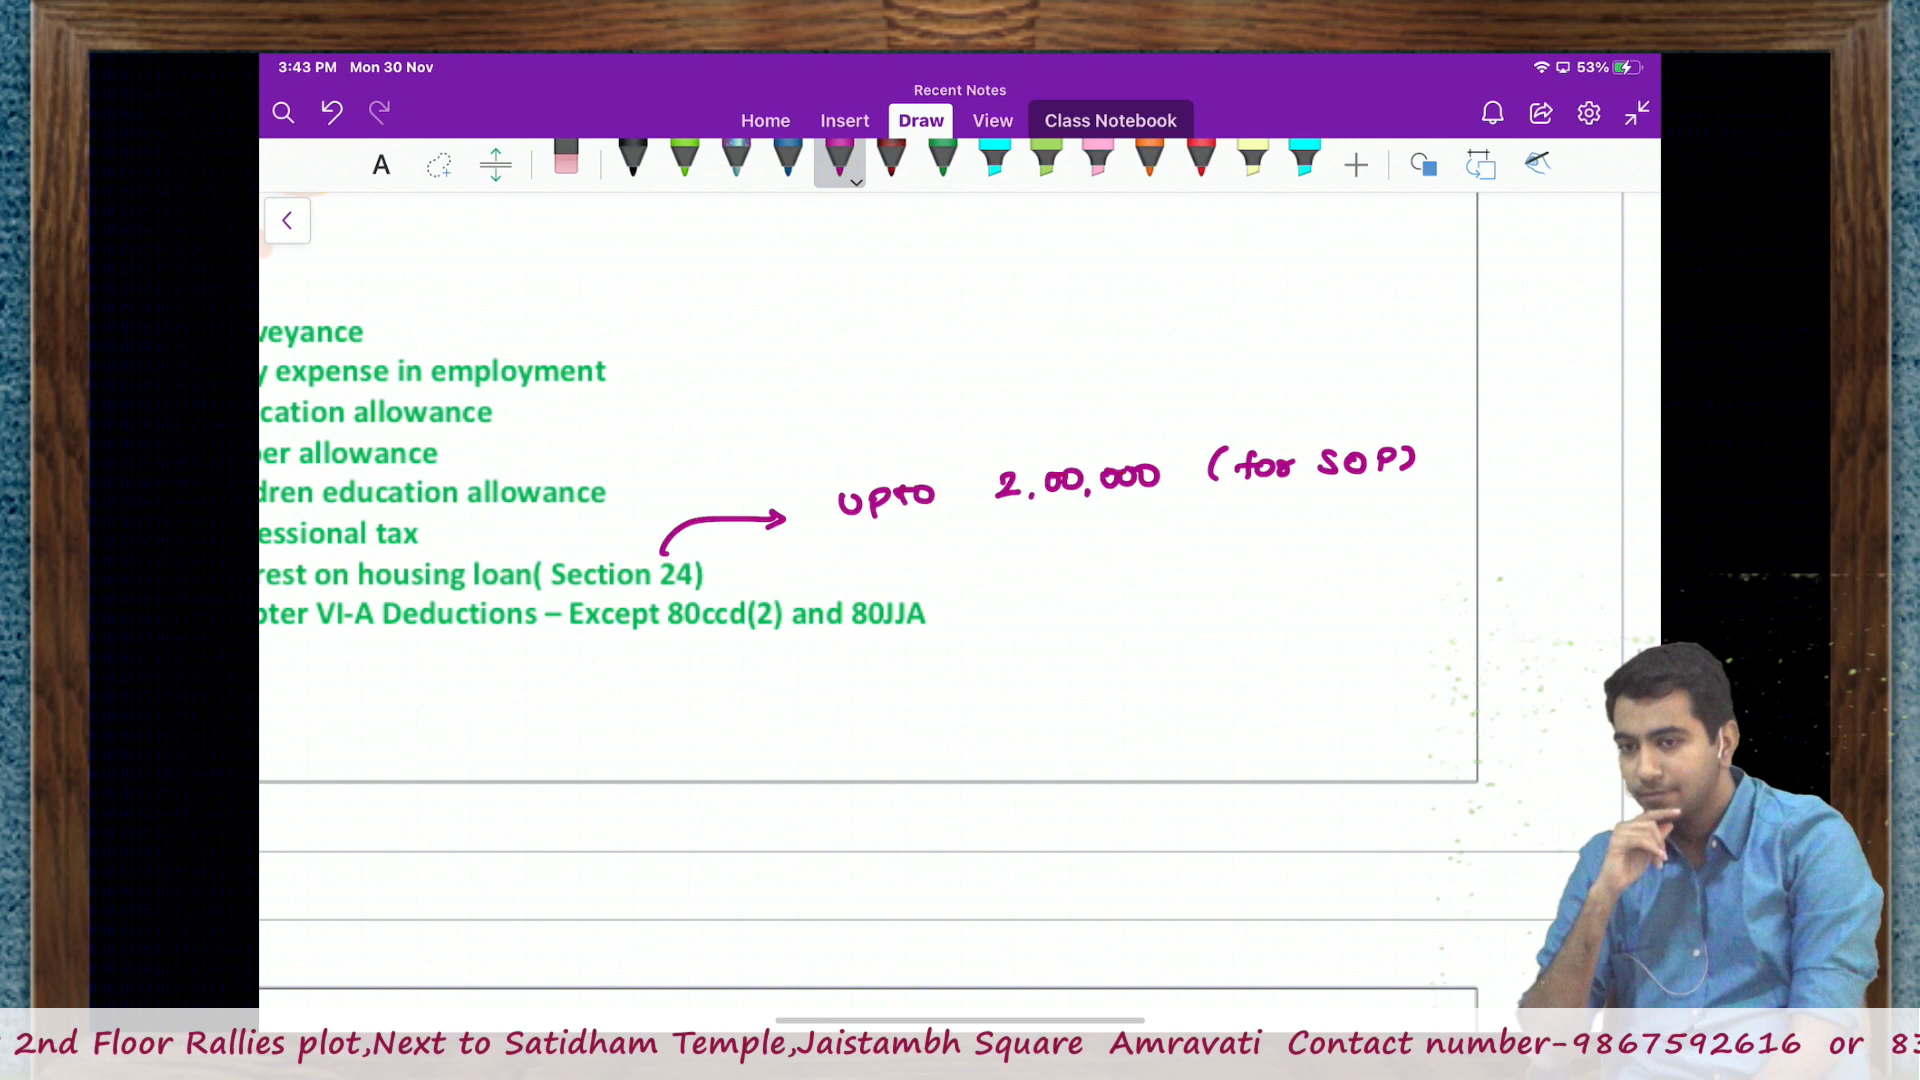 3:43 PM Mon 30 Nov
53%
Recent Notes
Home Insert Draw View Class Notebook
A
veyance
y expense in employment
cation allowance
er allowance
dren education allowance
essional tax
rest on housing loan( Section 24)
pter VI-A Deductions – Except 80ccd(2) and 80JJA
upto 2,00,000 (for SOP)
2nd Floor Rallies plot,Next to Satidham Temple,Jaistambh Square Amravati Contact number-9867592616 or 83